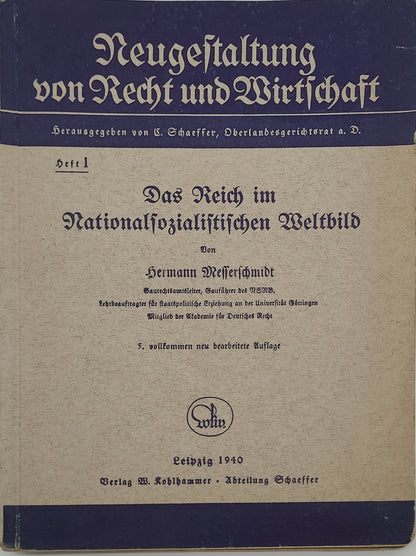 Neugestaltung
von Recht und Wirtschaft
Herausgegeben von C. Schaeffer, Oberlandesgerichtsrat a. D.
Heft 1
Das Reich im
Nationalsozialistischen Weltbild
Von
Hermann Messerschmidt
Gaurechtsamtsleiter, Gauführer des NSRB.
Lehrbeauftragter für staatspolitische Erziehung an der Universität Göttingen
Mitglied der Akademie für Deutsches Recht
5. vollkommen neu bearbeitete Auflage
Leipzig 1940
Verlag W. Kohlhammer · Abteilung Schaeffer